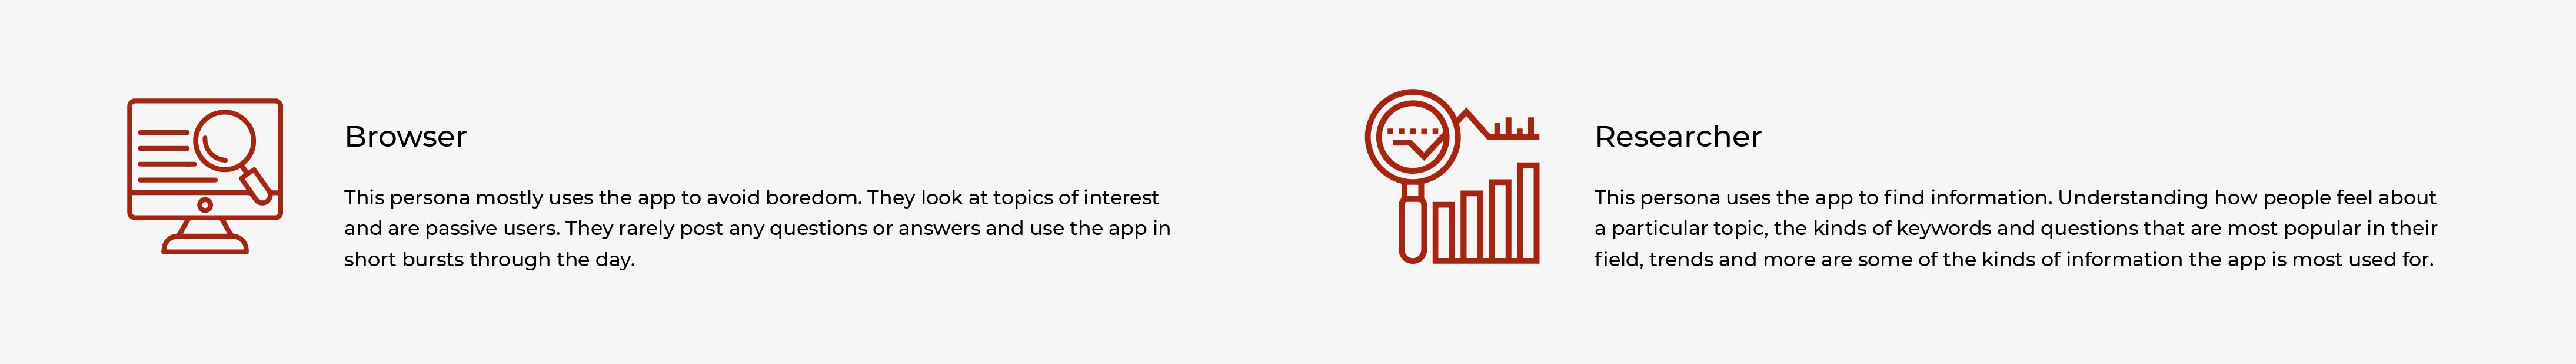 Browser
This persona mostly uses the app to avoid boredom. They look at topics of interest
and are passive users. They rarely post any questions or answers and use the app in
short bursts through the day.
Researcher
This persona uses the app to find information. Understanding how people feel about
a particular topic, the kinds of keywords and questions that are most popular in their
field, trends and more are some of the kinds of information the app is most used for.